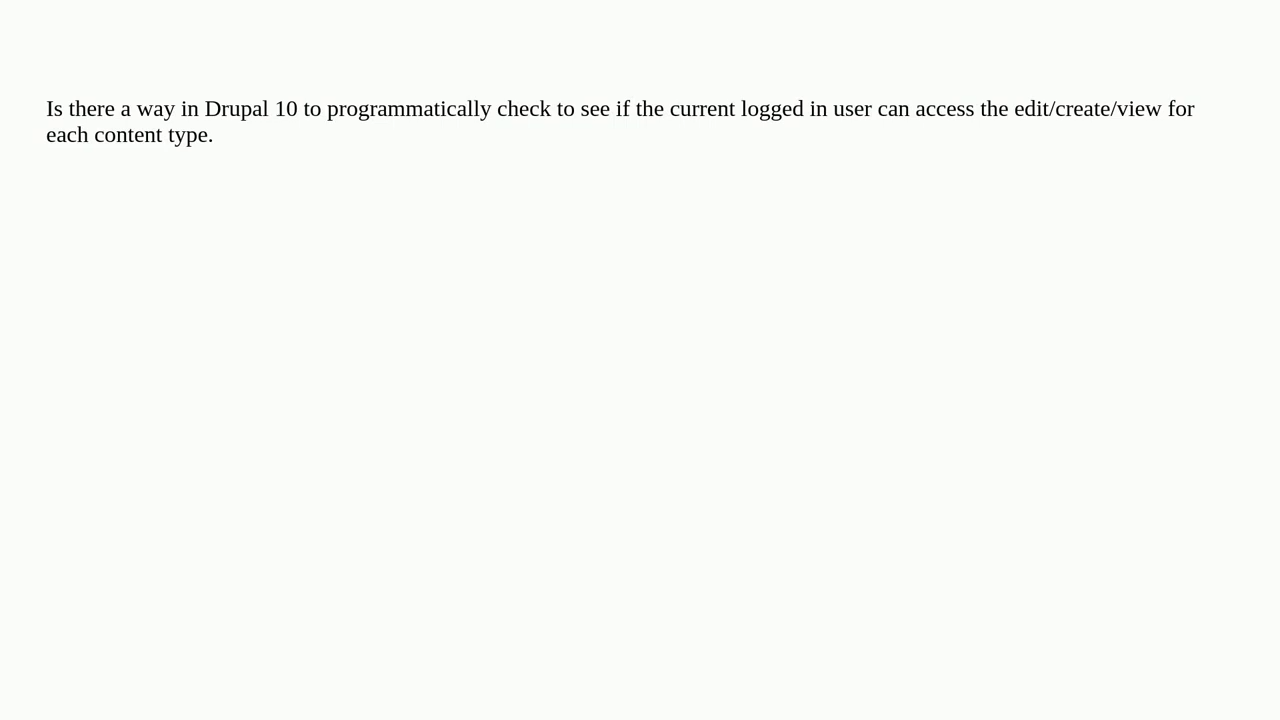 Is there a way in Drupal 10 to programmatically check to see if the current logged in user can access the edit/create/view for
each content type.